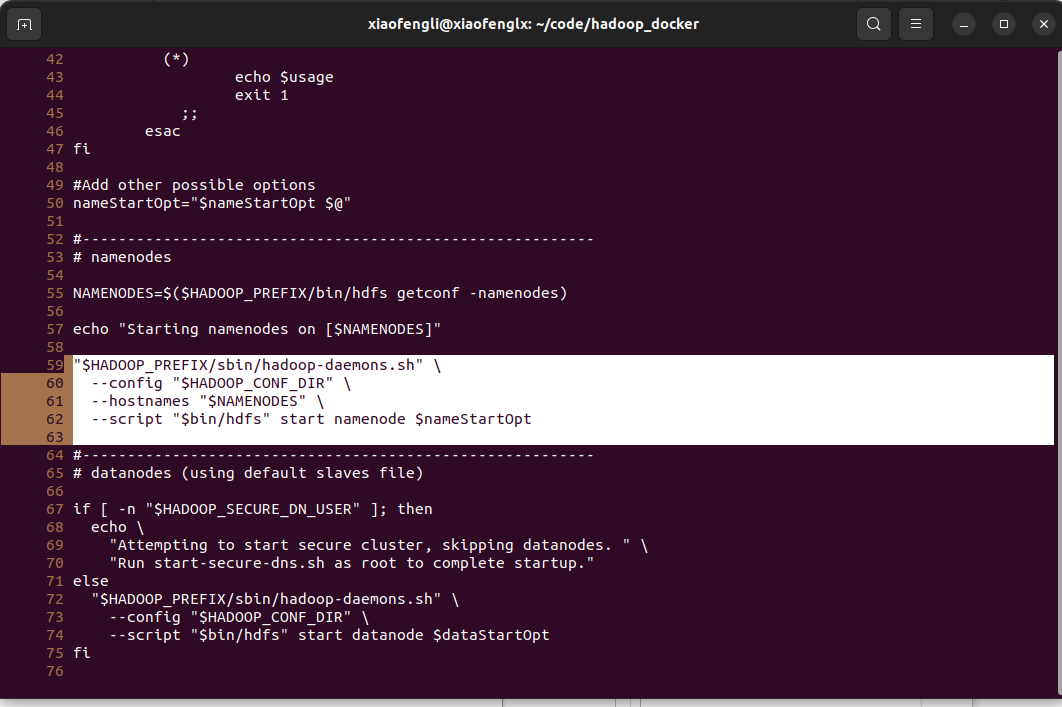 xiaofengli@xiaofenglx: ~/code/hadoop_docker
42           (*)
43                   echo $usage
44                   exit 1
45             ;;
46         esac
47 fi
48
49 #Add other possible options
50 nameStartOpt="$nameStartOpt $@"
51
52 #---------------------------------------------------------
53 # namenodes
54
55 NAMENODES=$($HADOOP_PREFIX/bin/hdfs getconf -namenodes)
56
57 echo "Starting namenodes on [$NAMENODES]"
58
59 "$HADOOP_PREFIX/sbin/hadoop-daemons.sh" \
60   --config "$HADOOP_CONF_DIR" \
61   --hostnames "$NAMENODES" \
62   --script "$bin/hdfs" start namenode $nameStartOpt
63
64 #---------------------------------------------------------
65 # datanodes (using default slaves file)
66
67 if [ -n "$HADOOP_SECURE_DN_USER" ]; then
68   echo \
69     "Attempting to start secure cluster, skipping datanodes. " \
70     "Run start-secure-dns.sh as root to complete startup."
71 else
72   "$HADOOP_PREFIX/sbin/hadoop-daemons.sh" \
73     --config "$HADOOP_CONF_DIR" \
74     --script "$bin/hdfs" start datanode $dataStartOpt
75 fi
76